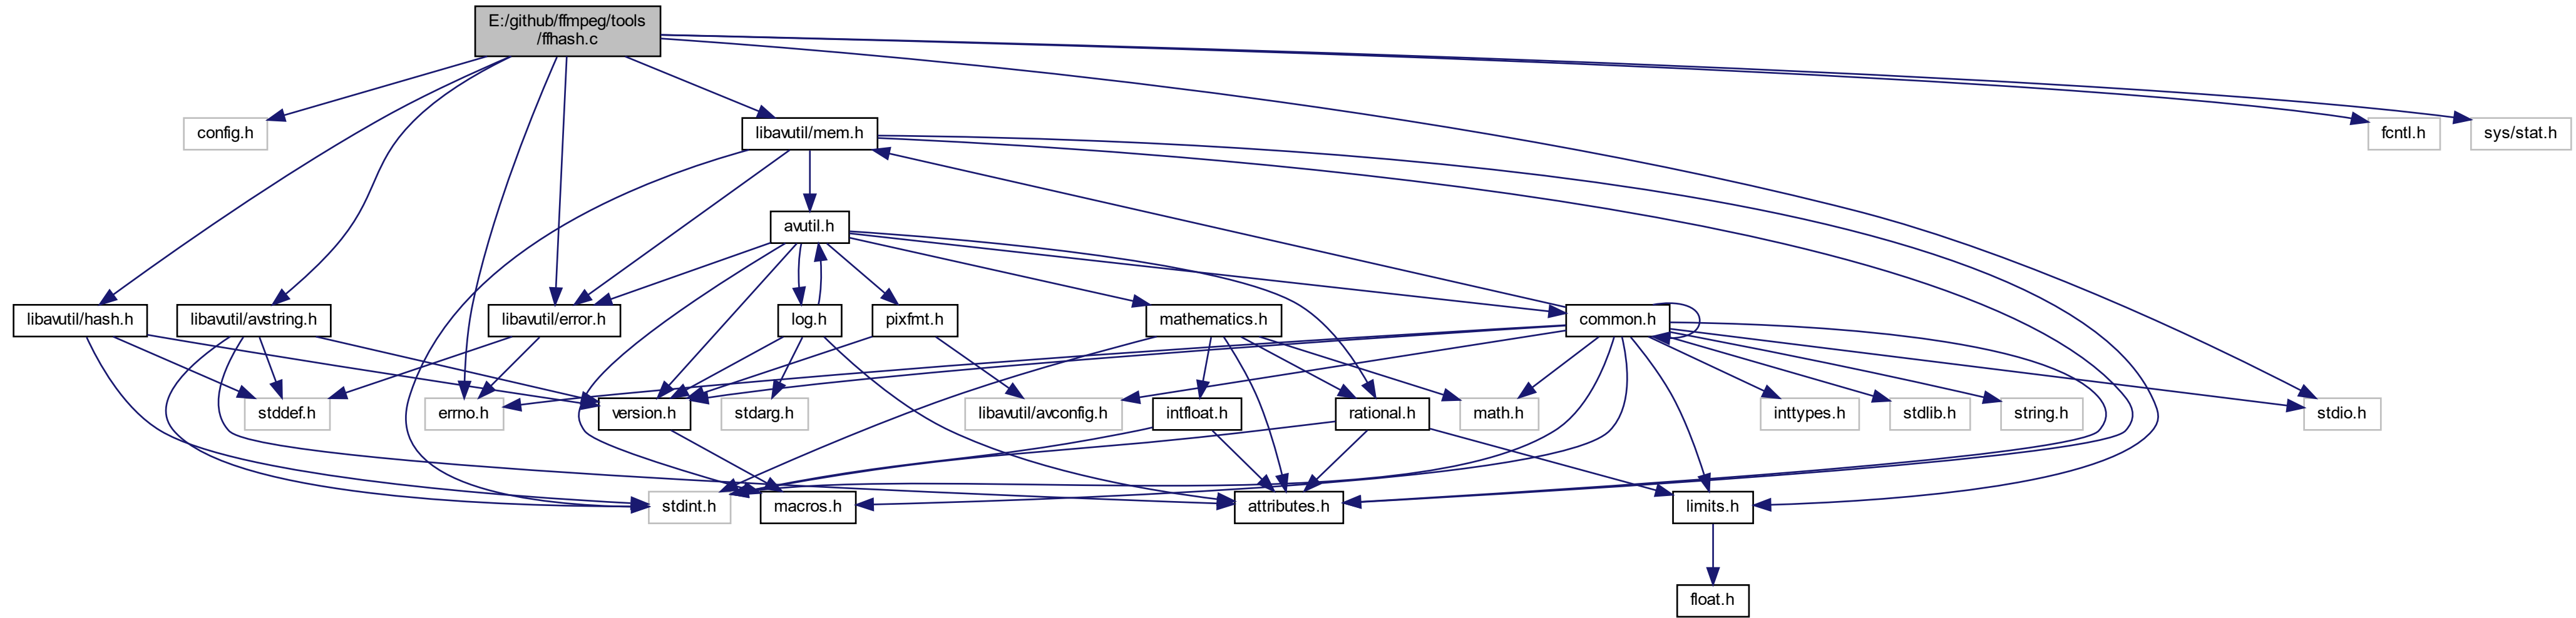 E:/github/ffmpeg/tools
/ffhash.c
config.h
libavutil/mem.h
fcntl.h
sys/stat.h
avutil.h
libavutil/hash.h
libavutil/avstring.h
libavutil/error.h
log.h
pixfmt.h
mathematics.h
common.h
stddef.h
errno.h
version.h
stdarg.h
libavutil/avconfig.h
intfloat.h
rational.h
math.h
inttypes.h
stdlib.h
string.h
stdio.h
stdint.h
macros.h
attributes.h
limits.h
float.h